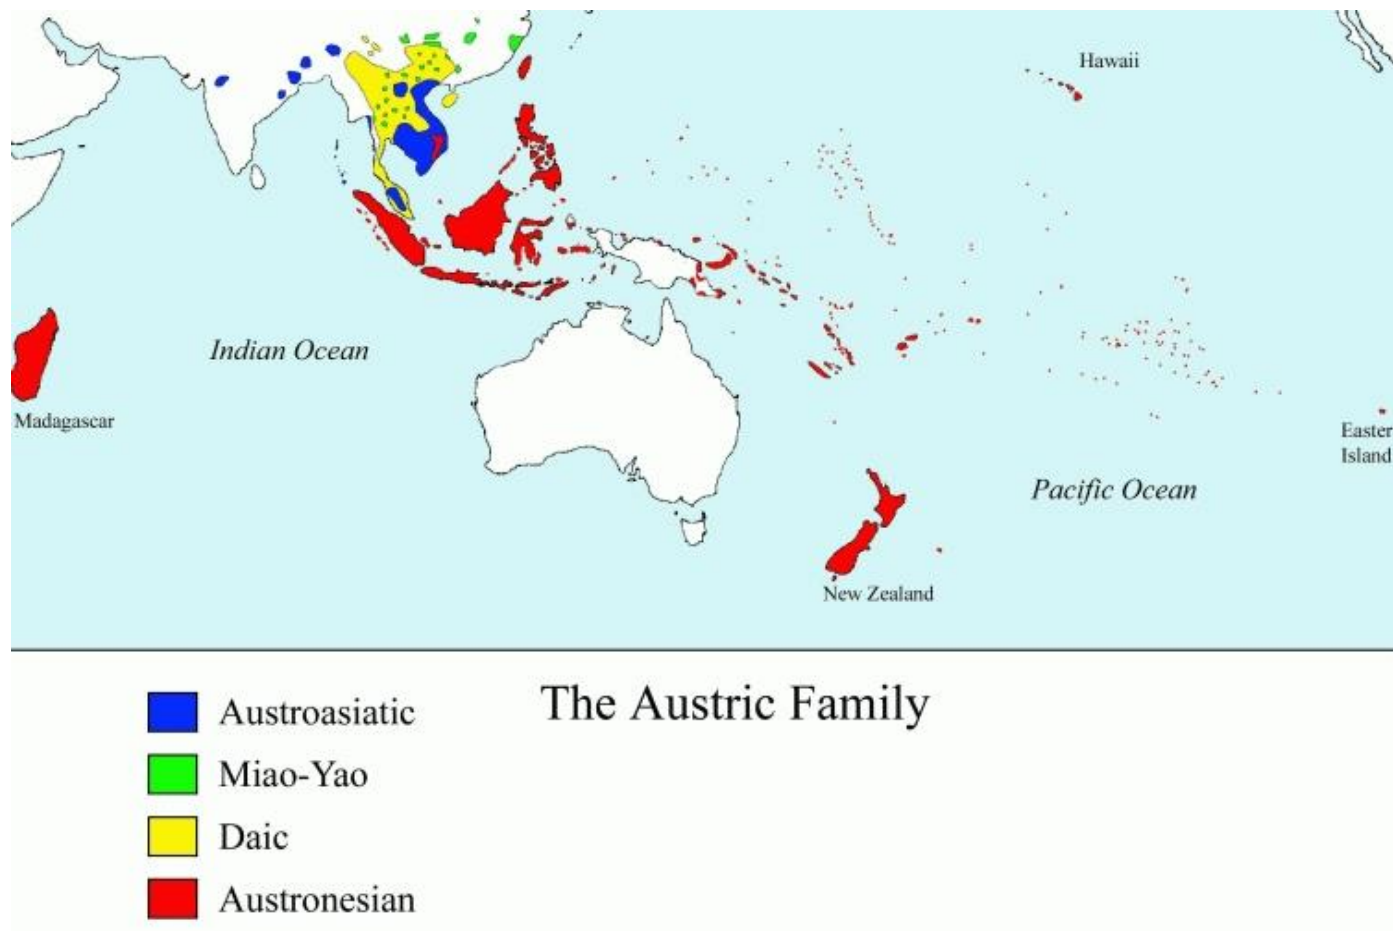 Hawaii
Indian Ocean
Madagascar
Easter
Island
Pacific Ocean
New Zealand
The Austric Family
Austroasiatic
Miao-Yao
Daic
Austronesian